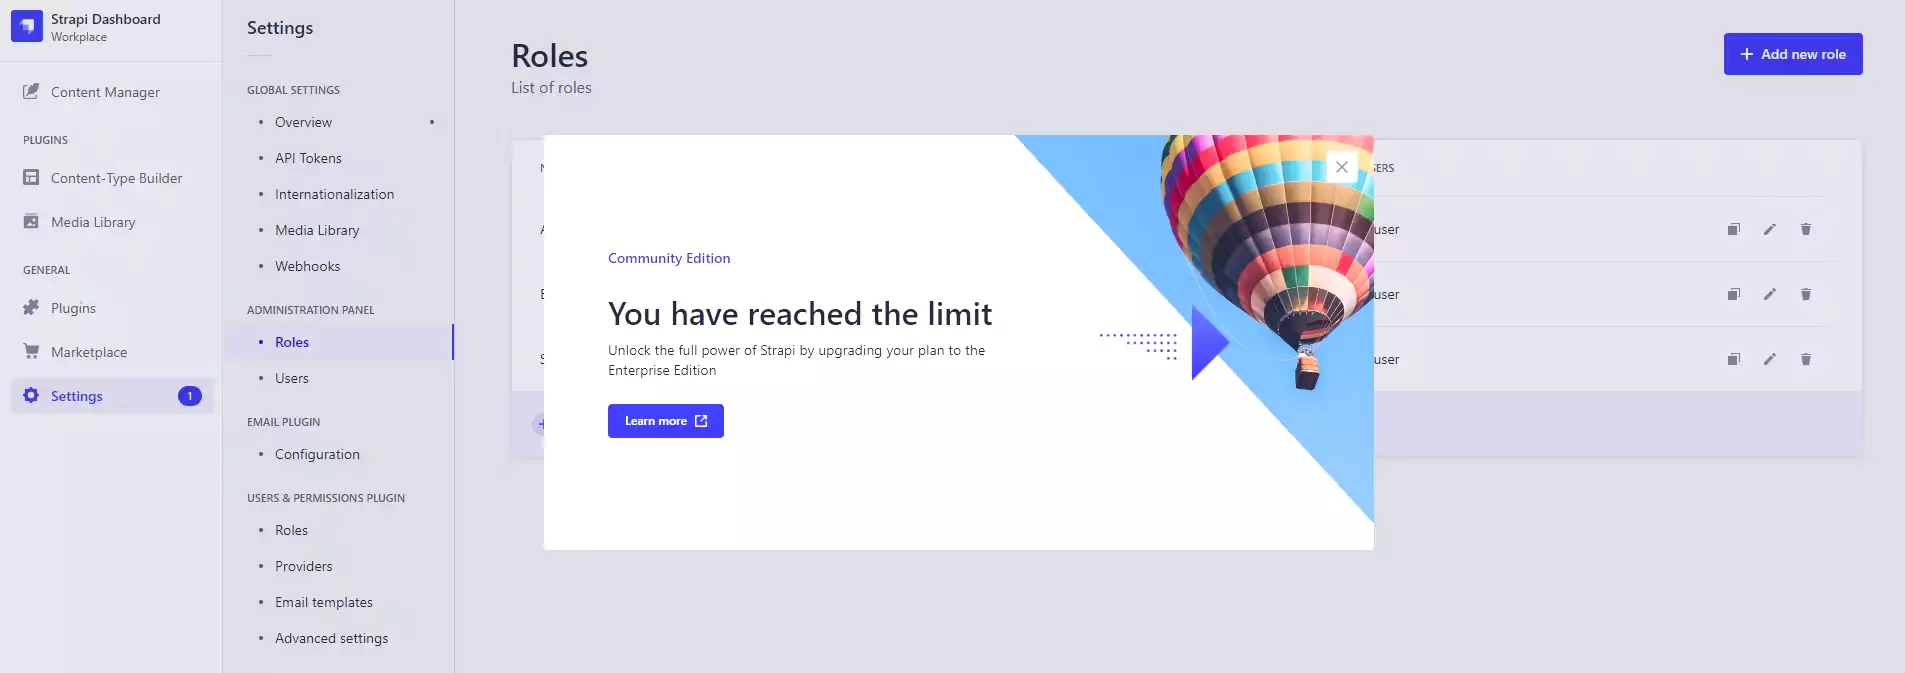 Strapi Dashboard
Workplace
Content Manager
PLUGINS
Content-Type Builder
Media Library
GENERAL
Plugins
Marketplace
Settings 1
Settings
GLOBAL SETTINGS
Overview
API Tokens
Internationalization
Media Library
Webhooks
ADMINISTRATION PANEL
Roles
Users
EMAIL PLUGIN
Configuration
USERS & PERMISSIONS PLUGIN
Roles
Providers
Email templates
Advanced settings
Roles
List of roles
Add new role
user
user
user
Community Edition
You have reached the limit
Unlock the full power of Strapi by upgrading your plan to the
Enterprise Edition
Learn more